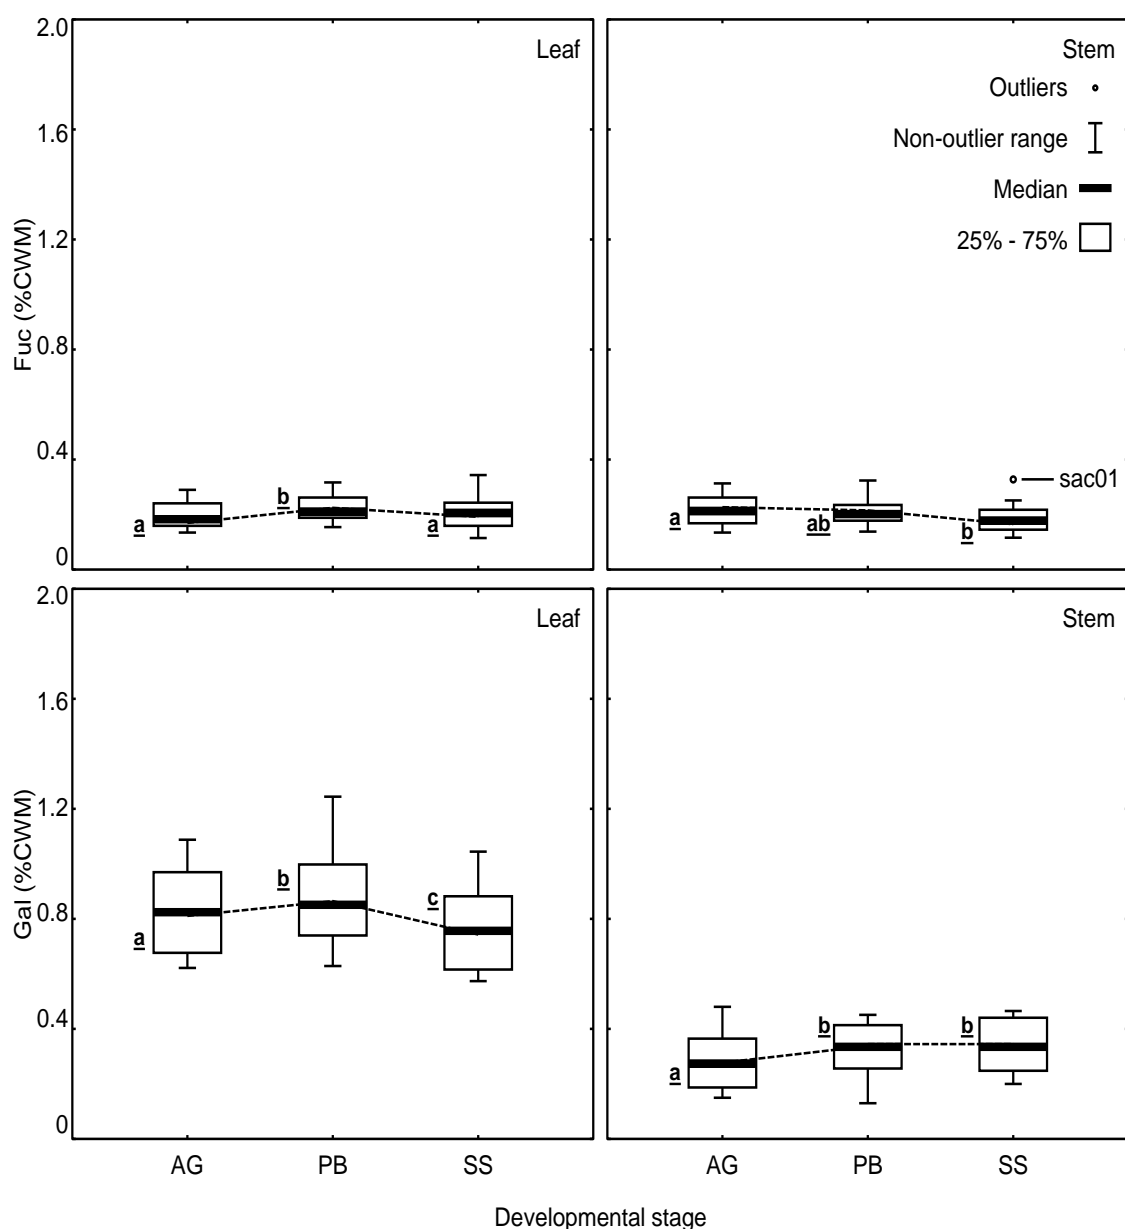 2.0
1.6
1.2
0.8
0.4
0
Fuc (%CWM)
Leaf
a
b
a
Stem
Outliers
Non-outlier range
Median
25% - 75%
a
ab
b
sac01
2.0
1.6
1.2
0.8
0.4
0
Gal (%CWM)
Leaf
a
b
c
Stem
a
b
b
AG PB SS AG PB SS
Developmental stage